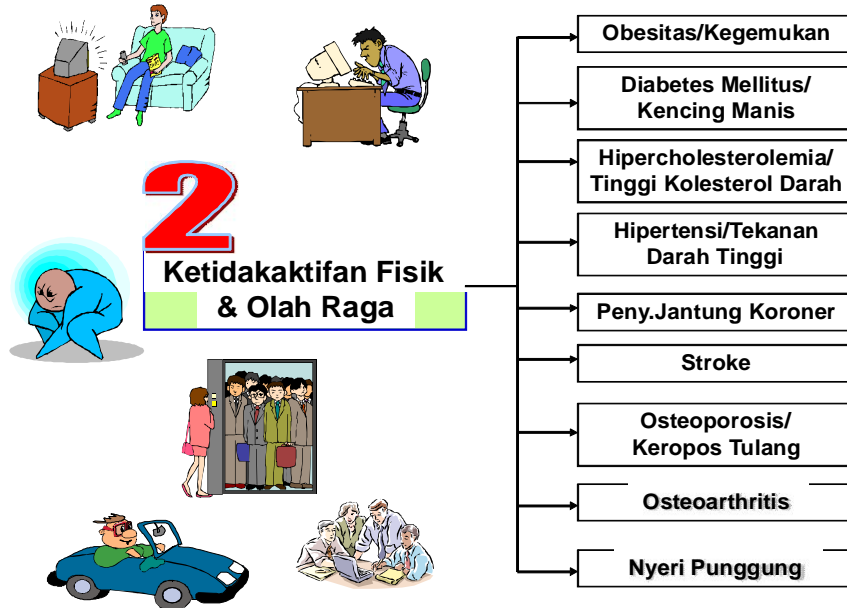 2
Ketidakaktifan Fisik
& Olah Raga
Obesitas/Kegemukan
Diabetes Mellitus/
Kencing Manis
Hipercholesterolemia/
Tinggi Kolesterol Darah
Hipertensi/Tekanan
Darah Tinggi
Peny.Jantung Koroner
Stroke
Osteoporosis/
Keropos Tulang
Osteoarthritis
Nyeri Punggung